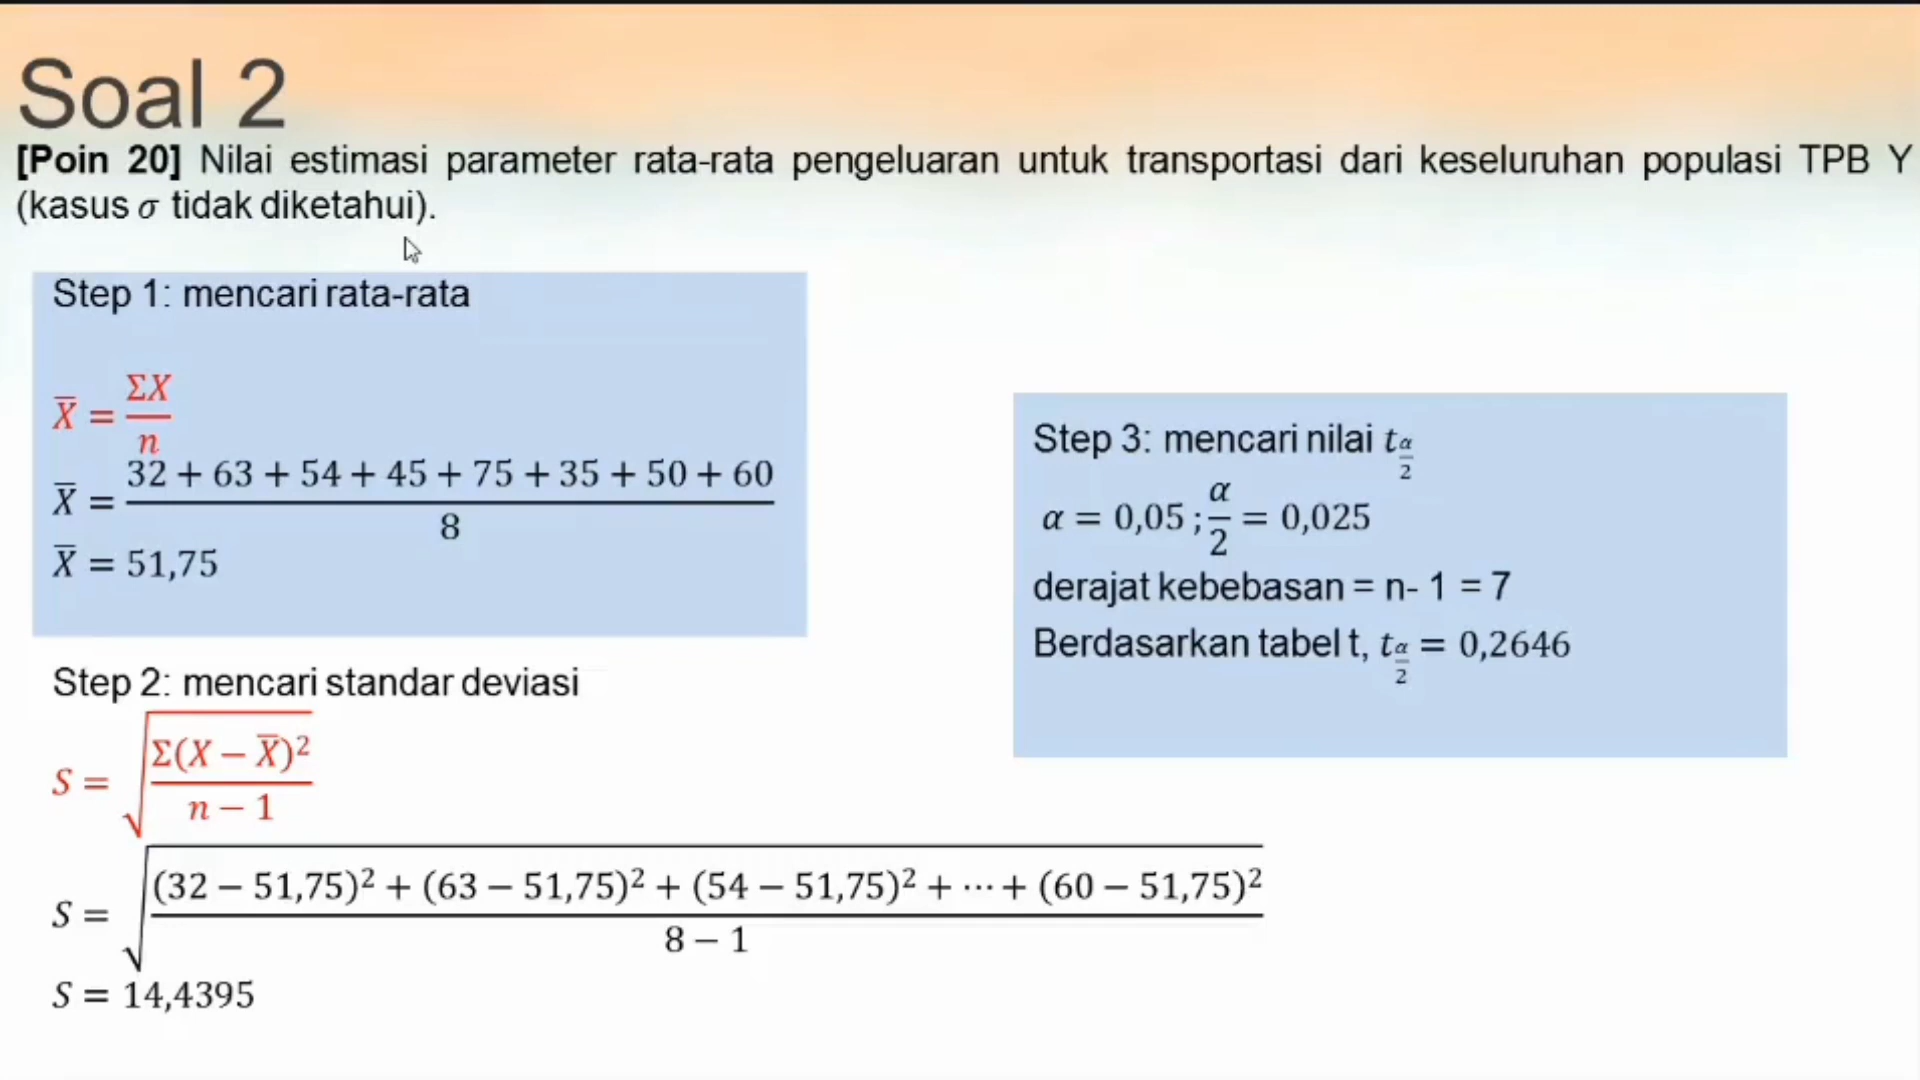 Soal 2
[Poin 20] Nilai estimasi parameter rata-rata pengeluaran untuk transportasi dari keseluruhan populasi TPB Y
(kasus σ tidak diketahui).
Step 1: mencari rata-rata
X̅ = ΣX / n
X̅ = (32 + 63 + 54 + 45 + 75 + 35 + 50 + 60) / 8
X̅ = 51,75
Step 2: mencari standar deviasi
S = √(Σ(X − X̅)² / (n − 1))
S = √(((32 − 51,75)² + (63 − 51,75)² + (54 − 51,75)² + ⋯ + (60 − 51,75)²) / (8 − 1))
S = 14,4395
Step 3: mencari nilai t_(α/2)
α = 0,05 ; α/2 = 0,025
derajat kebebasan = n- 1 = 7
Berdasarkan tabel t, t_(α/2) = 0,2646